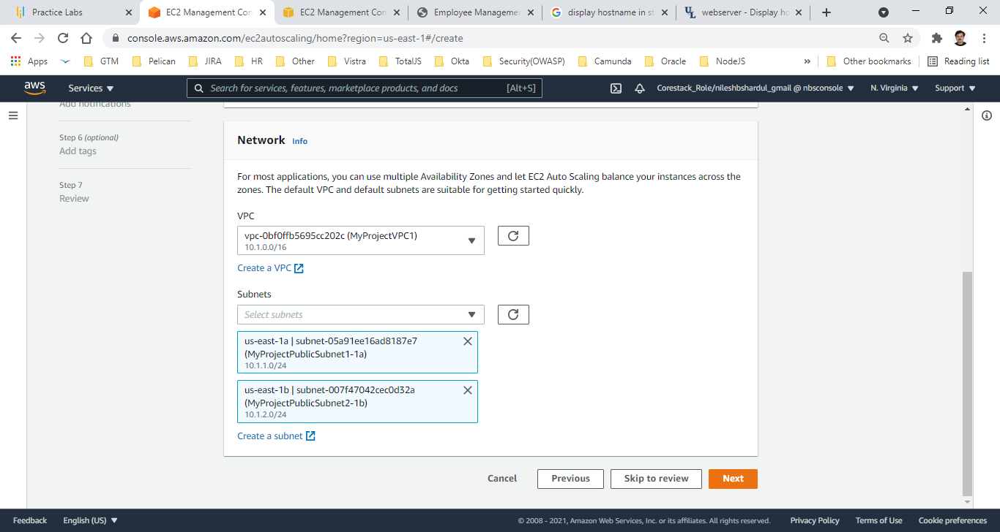 Practice Labs
EC2 Management Con
EC2 Management Con
Employee Managemen
display hostname in st
webserver - Display ho
console.aws.amazon.com/ec2autoscaling/home?region=us-east-1#/create
Apps
GTM
Pelican
JIRA
HR
Other
Vistra
TotalJS
Okta
Security(OWASP)
Camunda
Oracle
NodeJS
»
Other bookmarks
Reading list
aws
Services
Search for services, features, marketplace products, and docs
[Alt+S]
Corestack_Role/nileshbshardul_gmail @ nbsconsole
N. Virginia
Support
Add notifications
Step 6 (optional)
Add tags
Step 7
Review
Network Info
For most applications, you can use multiple Availability Zones and let EC2 Auto Scaling balance your instances across the
zones. The default VPC and default subnets are suitable for getting started quickly.
VPC
vpc-0bf0ffb5695cc202c (MyProjectVPC1)
10.1.0.0/16
Create a VPC
Subnets
Select subnets
us-east-1a | subnet-05a91ee16ad8187e7
(MyProjectPublicSubnet1-1a)
10.1.1.0/24
us-east-1b | subnet-007f47042cec0d32a
(MyProjectPublicSubnet2-1b)
10.1.2.0/24
Create a subnet
Cancel
Previous
Skip to review
Next
Feedback
English (US)
© 2008 - 2021, Amazon Web Services, Inc. or its affiliates. All rights reserved.
Privacy Policy
Terms of Use
Cookie preferences